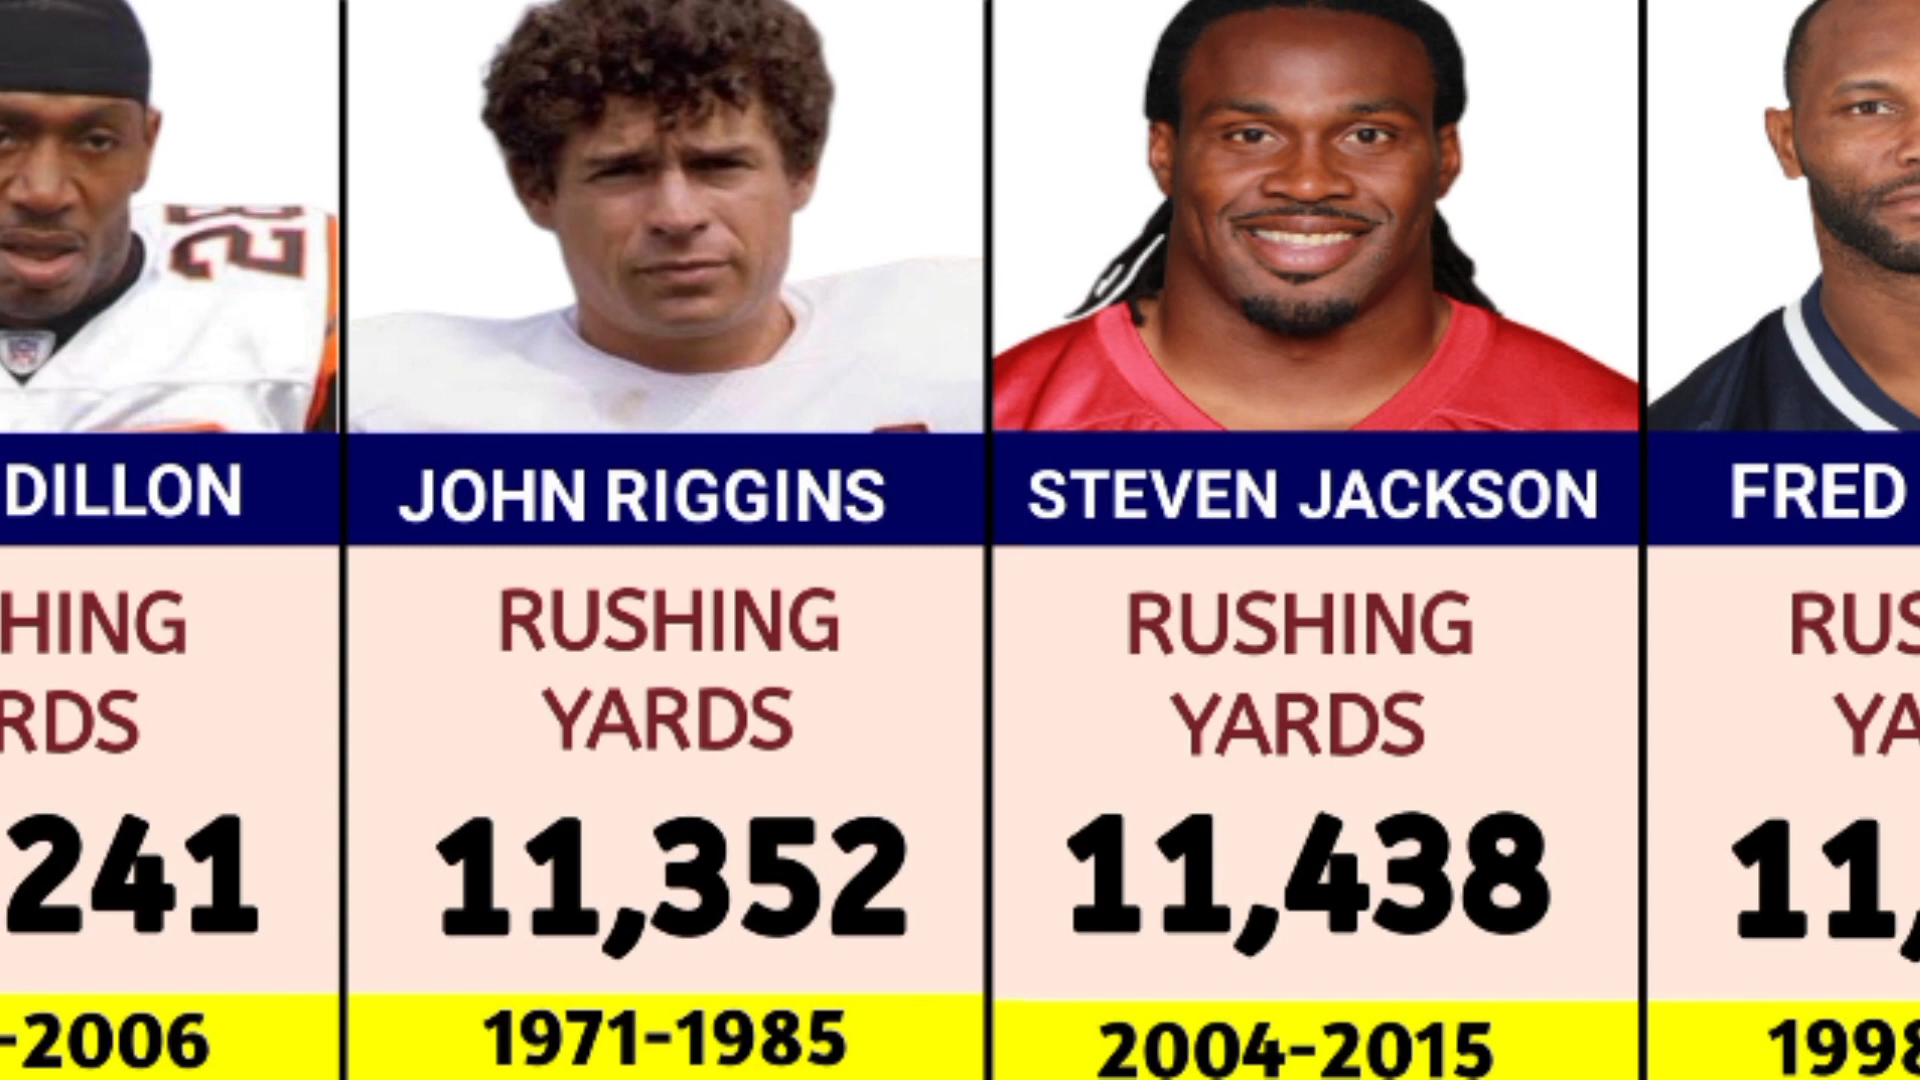 DILLON
HING
RDS
241
-2006
JOHN RIGGINS
RUSHING
YARDS
11,352
1971-1985
STEVEN JACKSON
RUSHING
YARDS
11,438
2004-2015
FRED
RUS
YA
11,
1998
32